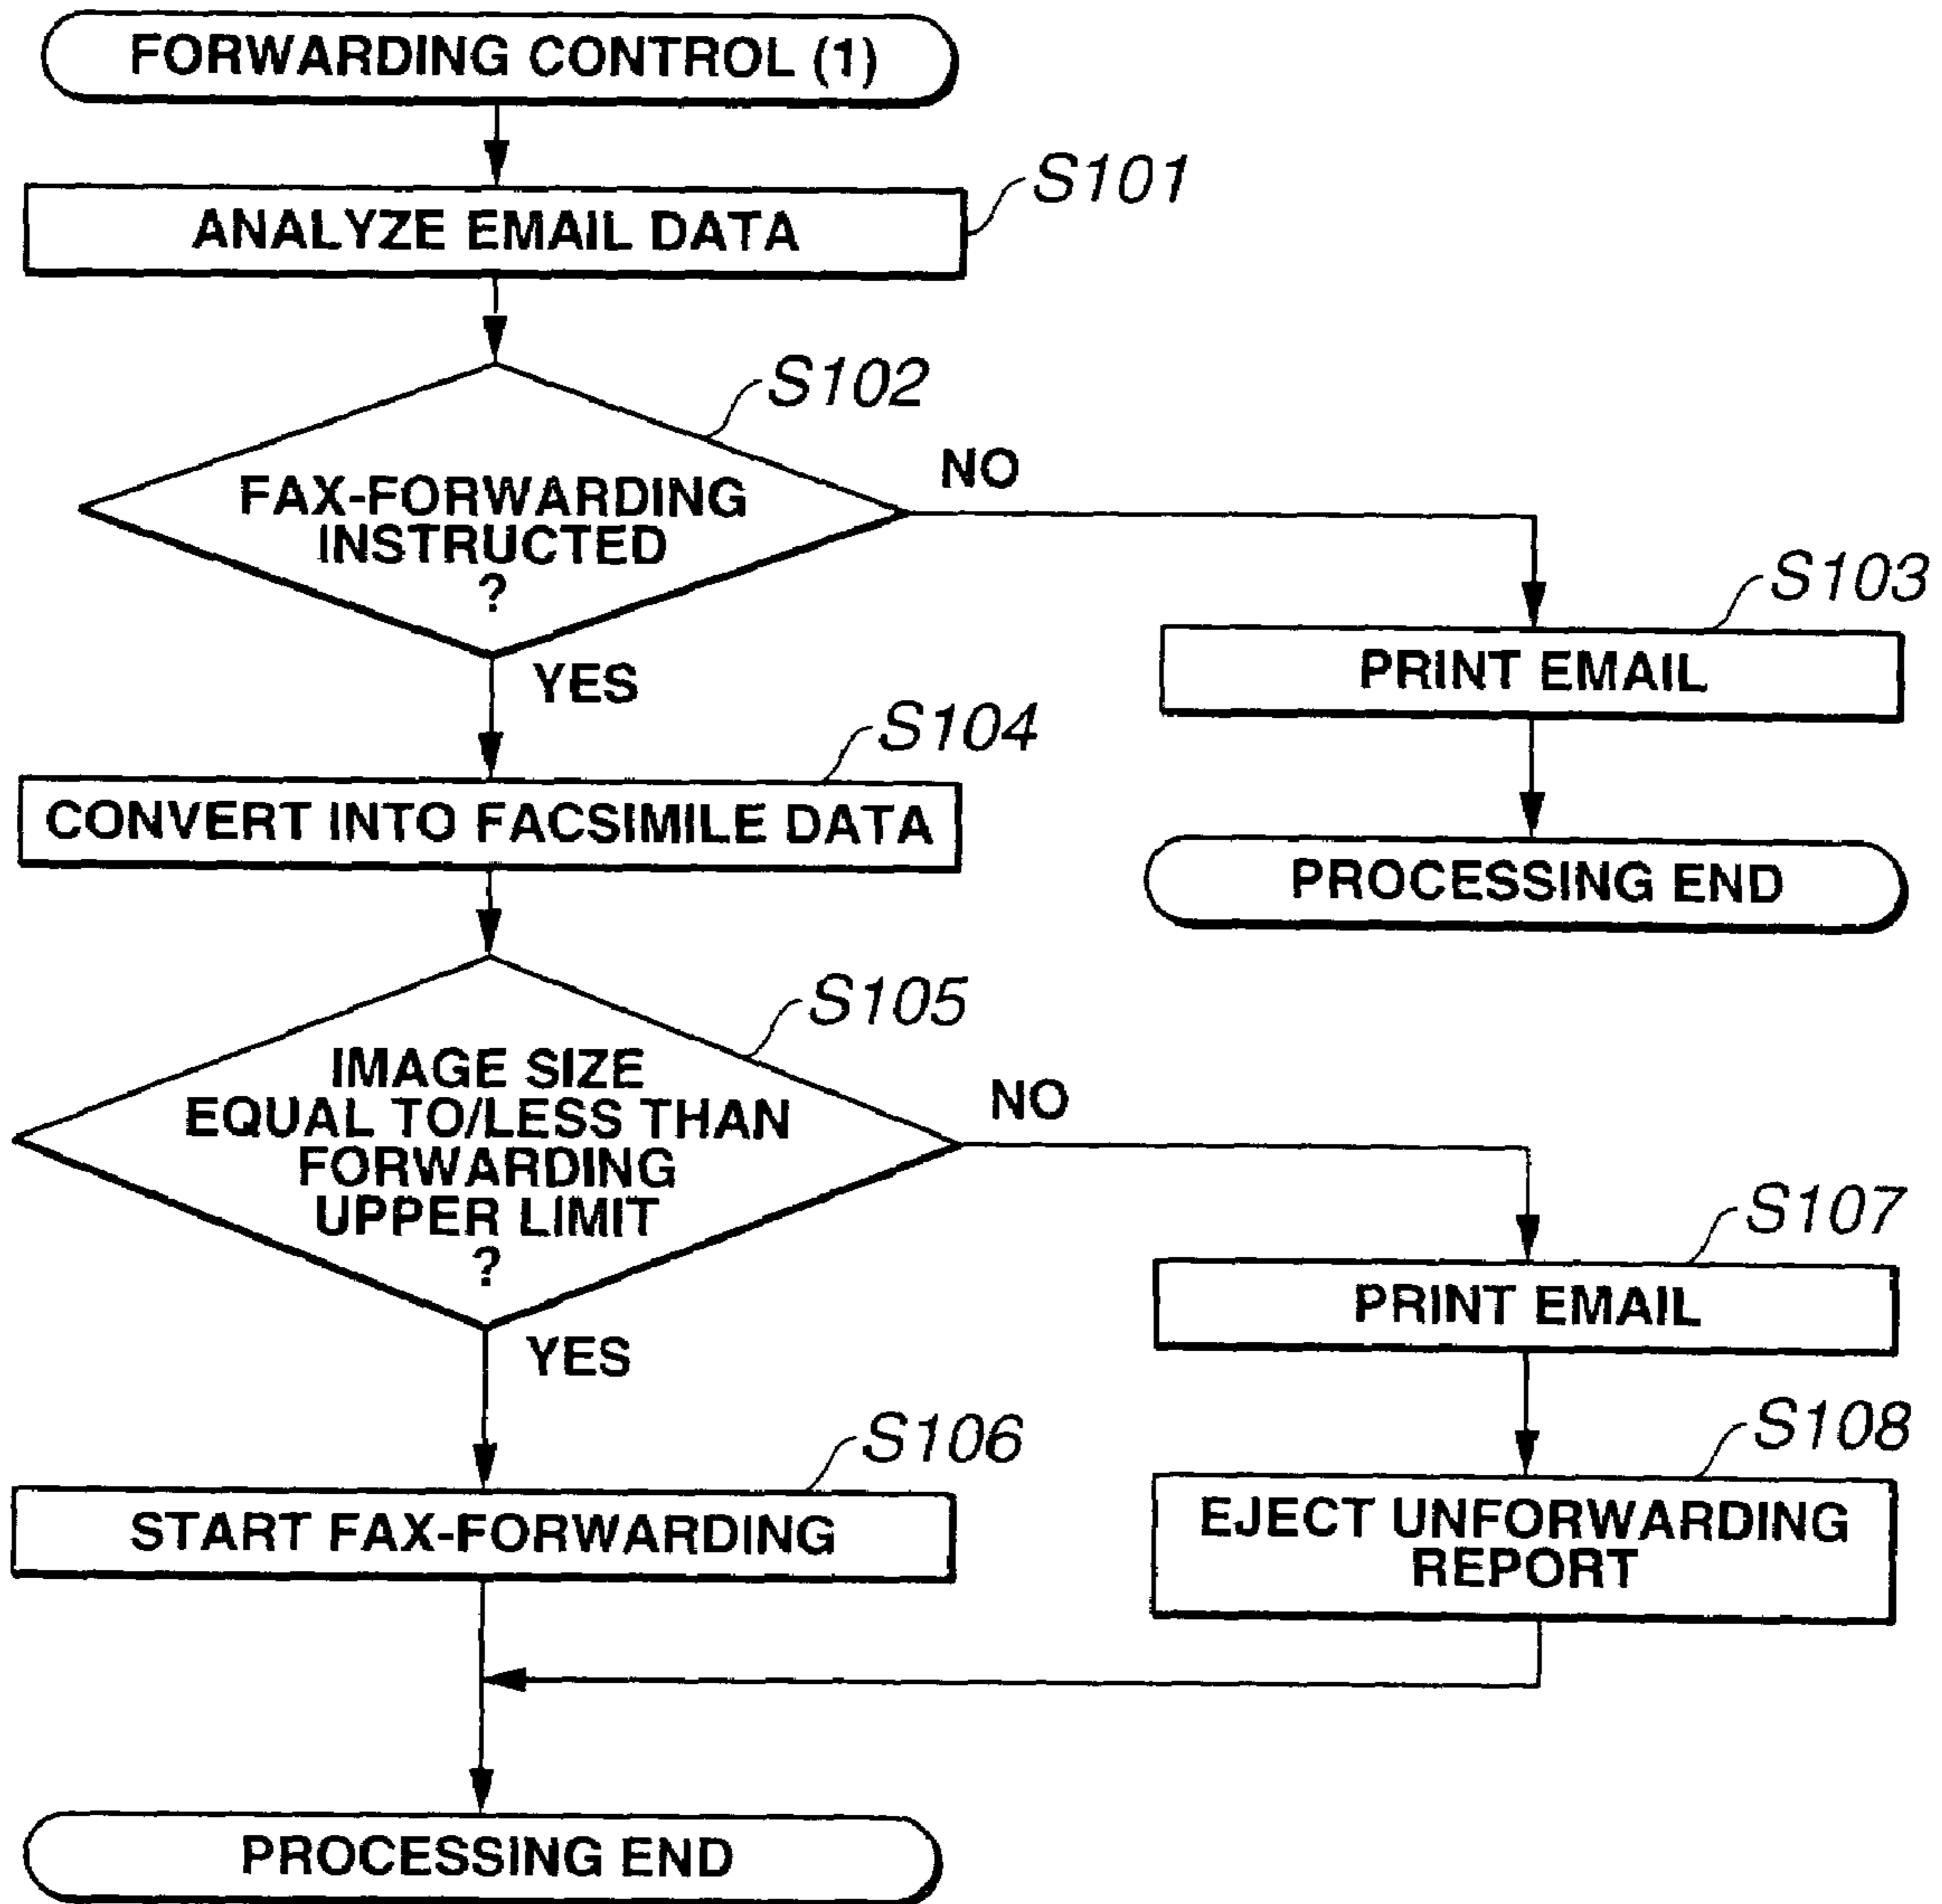 FORWARDING CONTROL (1)
S101
ANALYZE EMAIL DATA
S102
FAX-FORWARDING
INSTRUCTED
?
NO
YES
S103
PRINT EMAIL
PROCESSING END
S104
CONVERT INTO FACSIMILE DATA
S105
IMAGE SIZE
EQUAL TO/LESS THAN
FORWARDING
UPPER LIMIT
?
NO
YES
S107
PRINT EMAIL
S106
START FAX-FORWARDING
S108
EJECT UNFORWARDING
REPORT
PROCESSING END